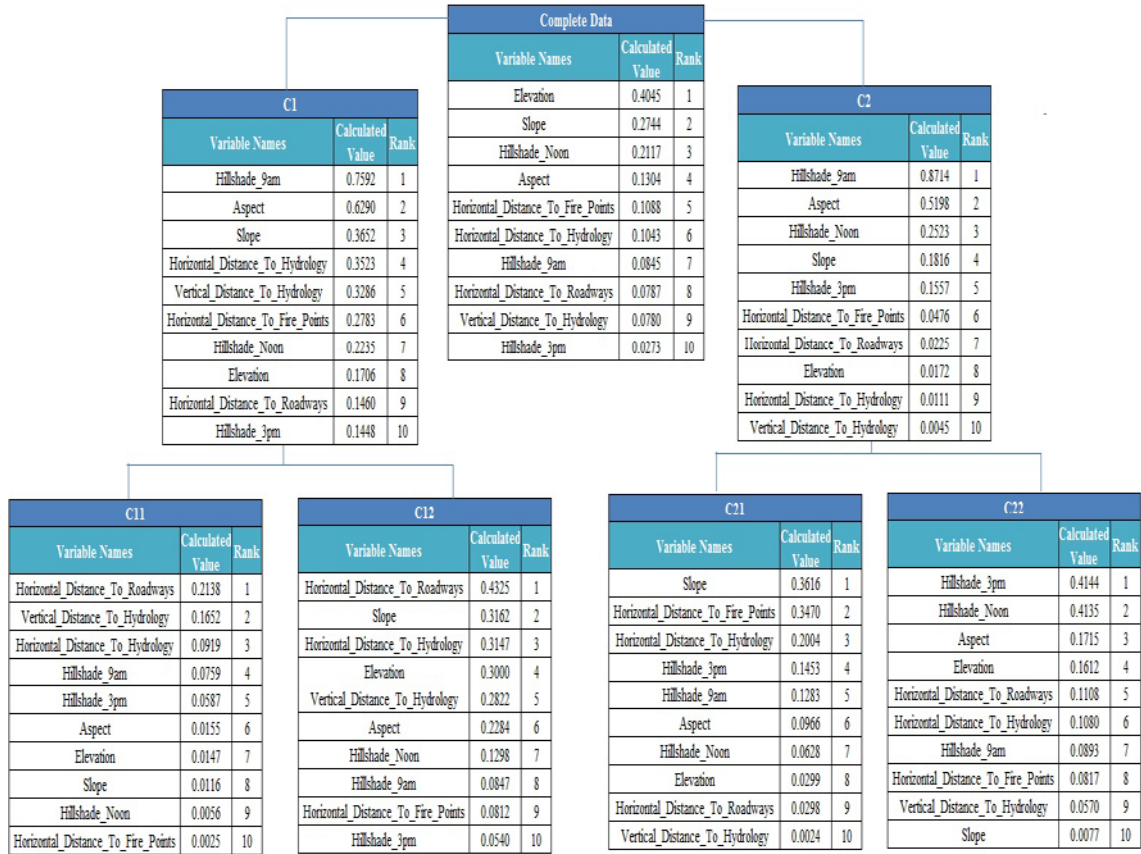 Complete Data
Variable Names Calculated Value Rank
Elevation 0.4045 1
Slope 0.2744 2
Hillshade_Noon 0.2117 3
Aspect 0.1304 4
Horizontal_Distance_To_Fire_Points 0.1088 5
Horizontal_Distance_To_Hydrology 0.1043 6
Hillshade_9am 0.0845 7
Horizontal_Distance_To_Roadways 0.0787 8
Vertical_Distance_To_Hydrology 0.0780 9
Hillshade_3pm 0.0273 10
C1
Variable Names Calculated Value Rank
Hillshade_9am 0.7592 1
Aspect 0.6290 2
Slope 0.3652 3
Horizontal_Distance_To_Hydrology 0.3523 4
Vertical_Distance_To_Hydrology 0.3286 5
Horizontal_Distance_To_Fire_Points 0.2783 6
Hillshade_Noon 0.2235 7
Elevation 0.1706 8
Horizontal_Distance_To_Roadways 0.1460 9
Hillshade_3pm 0.1448 10
C2
Variable Names Calculated Value Rank
Hillshade_9am 0.8714 1
Aspect 0.5198 2
Hillshade_Noon 0.2523 3
Slope 0.1816 4
Hillshade_3pm 0.1557 5
Horizontal_Distance_To_Fire_Points 0.0476 6
Horizontal_Distance_To_Roadways 0.0225 7
Elevation 0.0172 8
Horizontal_Distance_To_Hydrology 0.0111 9
Vertical_Distance_To_Hydrology 0.0045 10
C11
Variable Names Calculated Value Rank
Horizontal_Distance_To_Roadways 0.2138 1
Vertical_Distance_To_Hydrology 0.1652 2
Horizontal_Distance_To_Hydrology 0.0919 3
Hillshade_9am 0.0759 4
Hillshade_3pm 0.0587 5
Aspect 0.0155 6
Elevation 0.0147 7
Slope 0.0116 8
Hillshade_Noon 0.0056 9
Horizontal_Distance_To_Fire_Points 0.0025 10
C12
Variable Names Calculated Value Rank
Horizontal_Distance_To_Roadways 0.4325 1
Slope 0.3162 2
Horizontal_Distance_To_Hydrology 0.3147 3
Elevation 0.3000 4
Vertical_Distance_To_Hydrology 0.2822 5
Aspect 0.2284 6
Hillshade_Noon 0.1298 7
Hillshade_9am 0.0847 8
Horizontal_Distance_To_Fire_Points 0.0812 9
Hillshade_3pm 0.0540 10
C21
Variable Names Calculated Value Rank
Slope 0.3616 1
Horizontal_Distance_To_Fire_Points 0.3470 2
Horizontal_Distance_To_Hydrology 0.2004 3
Hillshade_3pm 0.1453 4
Hillshade_9am 0.1283 5
Aspect 0.0966 6
Hillshade_Noon 0.0628 7
Elevation 0.0299 8
Horizontal_Distance_To_Roadways 0.0298 9
Vertical_Distance_To_Hydrology 0.0024 10
C22
Variable Names Calculated Value Rank
Hillshade_3pm 0.4144 1
Hillshade_Noon 0.4135 2
Aspect 0.1715 3
Elevation 0.1612 4
Horizontal_Distance_To_Roadways 0.1108 5
Horizontal_Distance_To_Hydrology 0.1080 6
Hillshade_9am 0.0893 7
Horizontal_Distance_To_Fire_Points 0.0817 8
Vertical_Distance_To_Hydrology 0.0570 9
Slope 0.0077 10